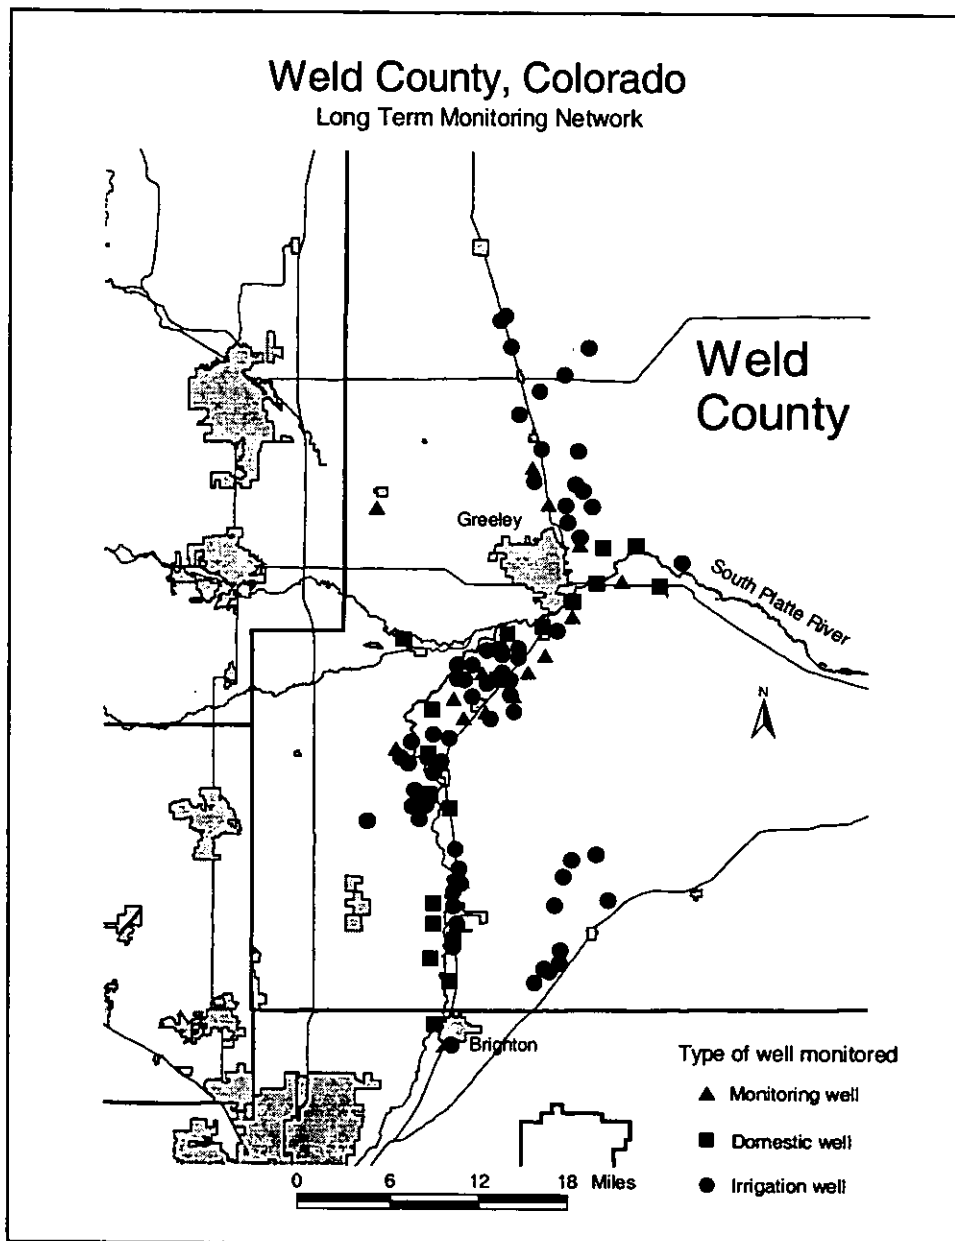 Weld County, Colorado
Long Term Monitoring Network
Weld
County
Greeley
South Platte River
N
Brighton
Type of well monitored
Monitoring well
Domestic well
Irrigation well
0 6 12 18 Miles